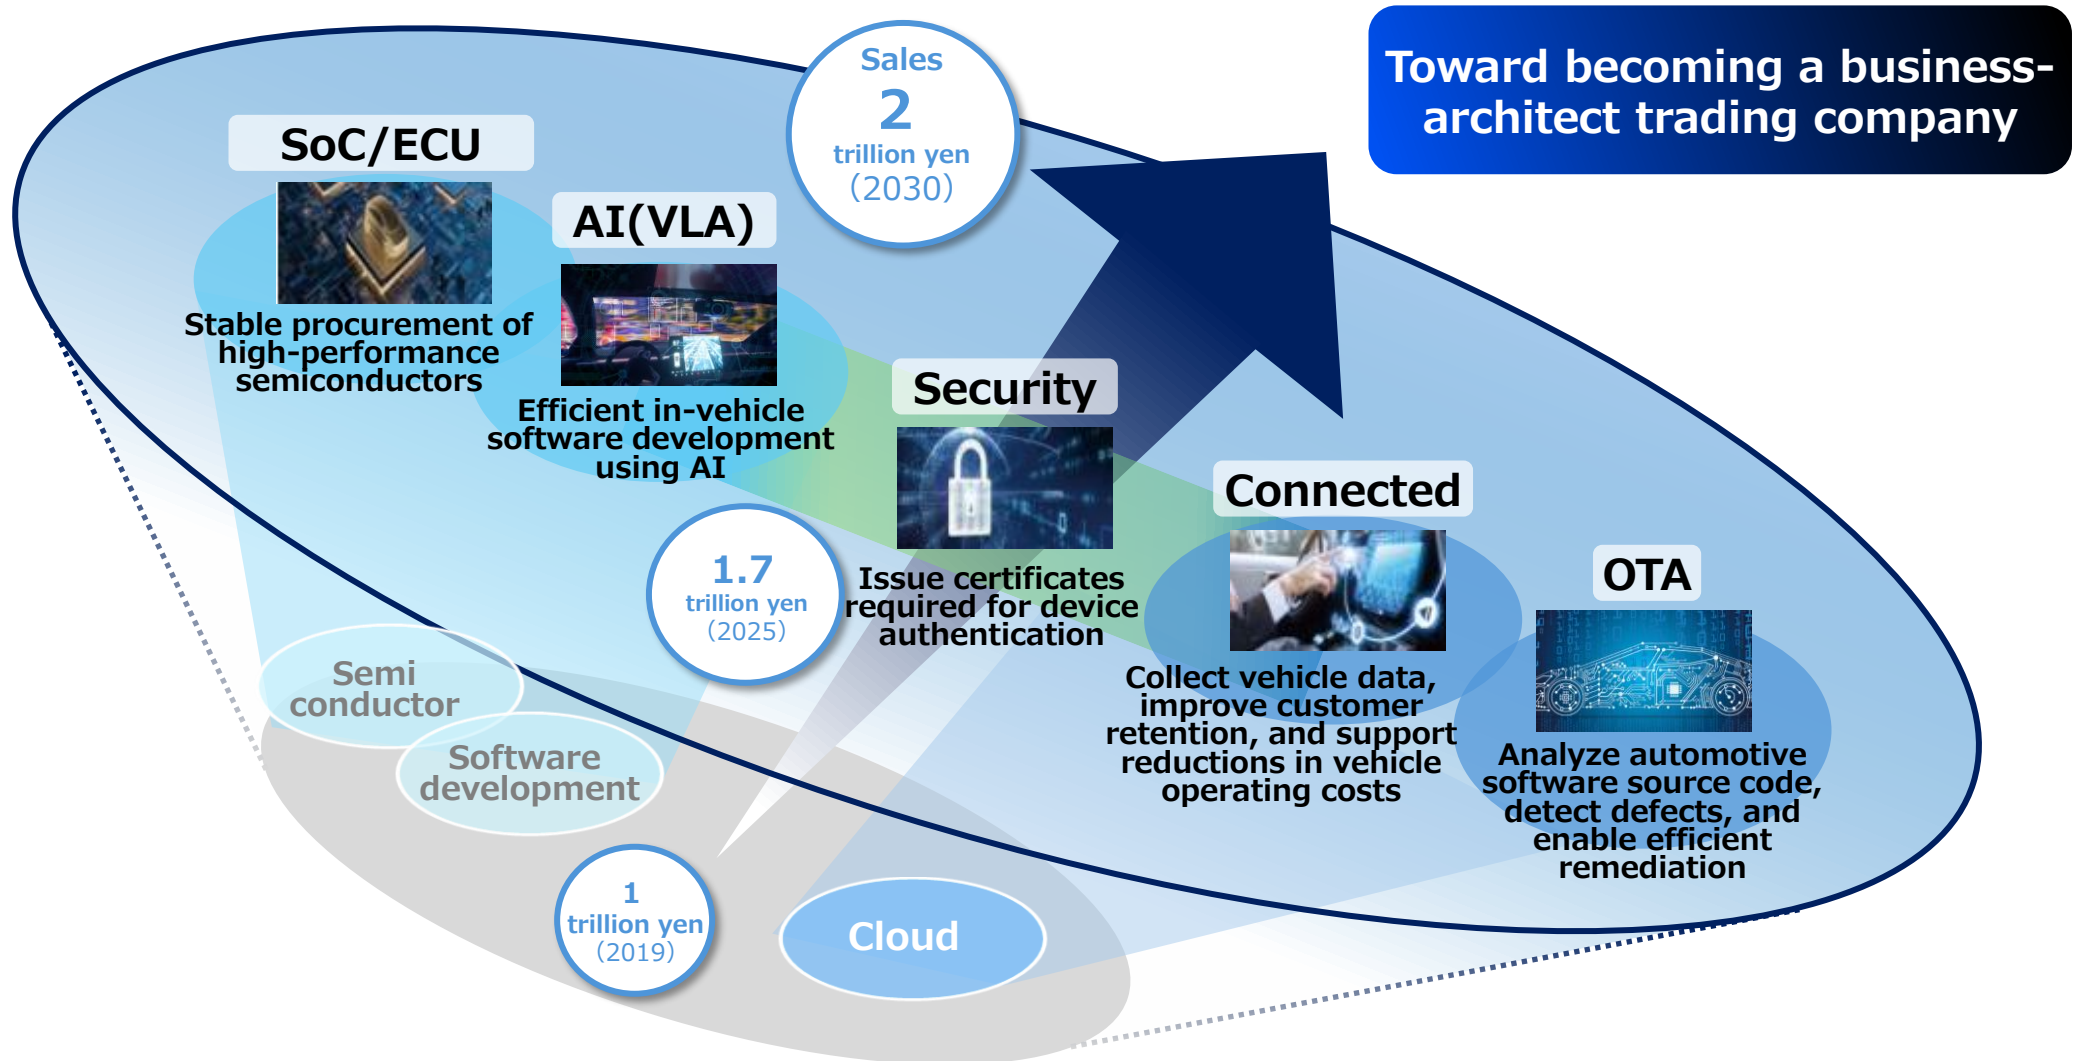 Toward becoming a business-
architect trading company
Sales
2
trillion yen
（2030）
SoC/ECU
Stable procurement of
high-performance
semiconductors
AI(VLA)
Efficient in-vehicle
software development
using AI
Security
Issue certificates
required for device
authentication
Connected
Collect vehicle data,
improve customer
retention, and support
reductions in vehicle
operating costs
OTA
Analyze automotive
software source code,
detect defects, and
enable efficient
remediation
1.7
trillion yen
（2025）
Semi
conductor
Software
development
1
trillion yen
（2019）
Cloud